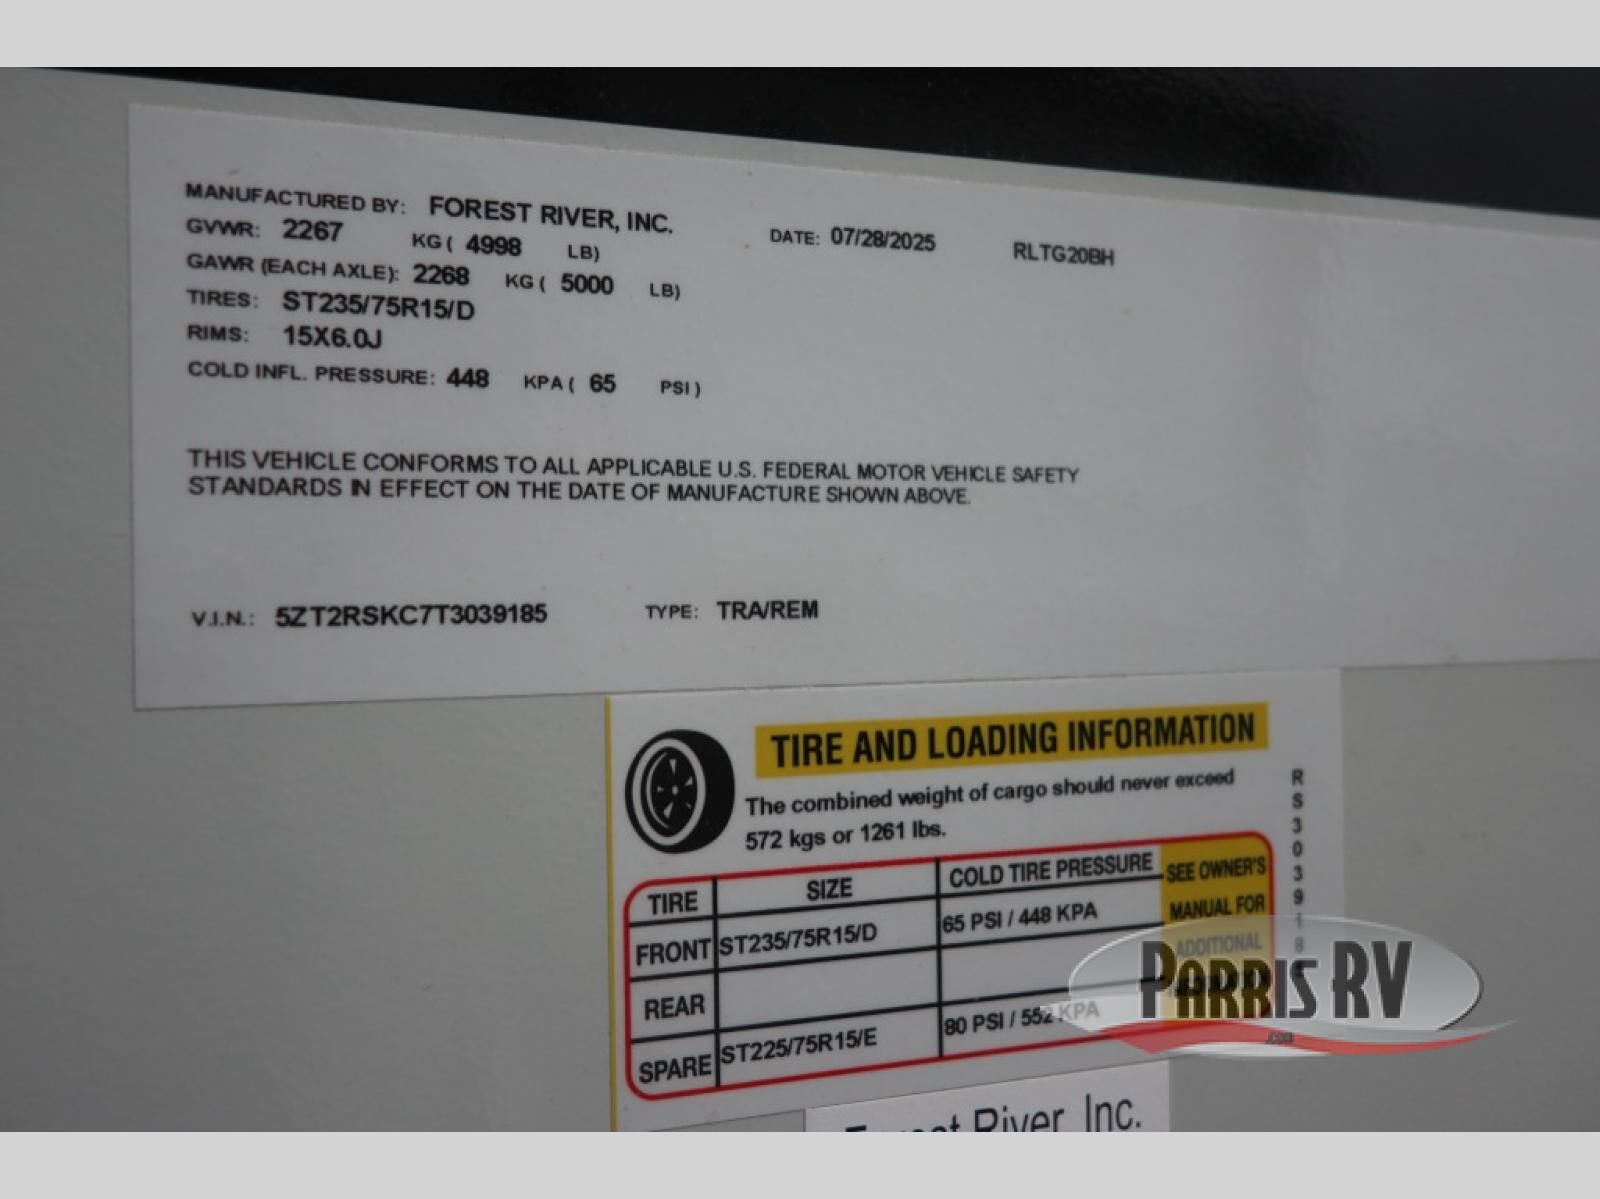 MANUFACTURED BY: FOREST RIVER, INC. DATE: 07/28/2025 RLTG20BH
GVWR: 2267 KG ( 4998 LB)
GAWR (EACH AXLE): 2268 KG ( 5000 LB)
TIRES: ST235/75R15/D
RIMS: 15X6.0J
COLD INFL. PRESSURE: 448 KPA ( 65 PSI )
THIS VEHICLE CONFORMS TO ALL APPLICABLE U.S. FEDERAL MOTOR VEHICLE SAFETY
STANDARDS IN EFFECT ON THE DATE OF MANUFACTURE SHOWN ABOVE.
V.I.N.: 5ZT2RSKC7T3039185 TYPE: TRA/REM
TIRE AND LOADING INFORMATION
The combined weight of cargo should never exceed
572 kgs or 1261 lbs.
TIRE SIZE COLD TIRE PRESSURE SEE OWNER'S
MANUAL FOR
ADDITIONAL
FRONT ST235/75R15/D 65 PSI / 448 KPA
REAR
SPARE ST225/75R15/E 80 PSI / 552 KPA
PARRIS RV
.com
Forest River, Inc.